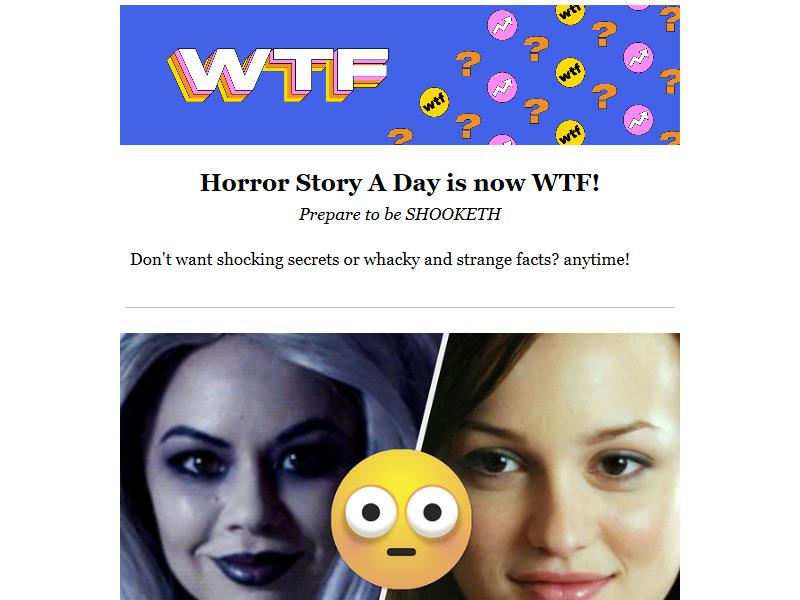 WTF
wtf
wtf
wtf
wtf
Horror Story A Day is now WTF!
Prepare to be SHOOKETH
Don't want shocking secrets or whacky and strange facts? anytime!